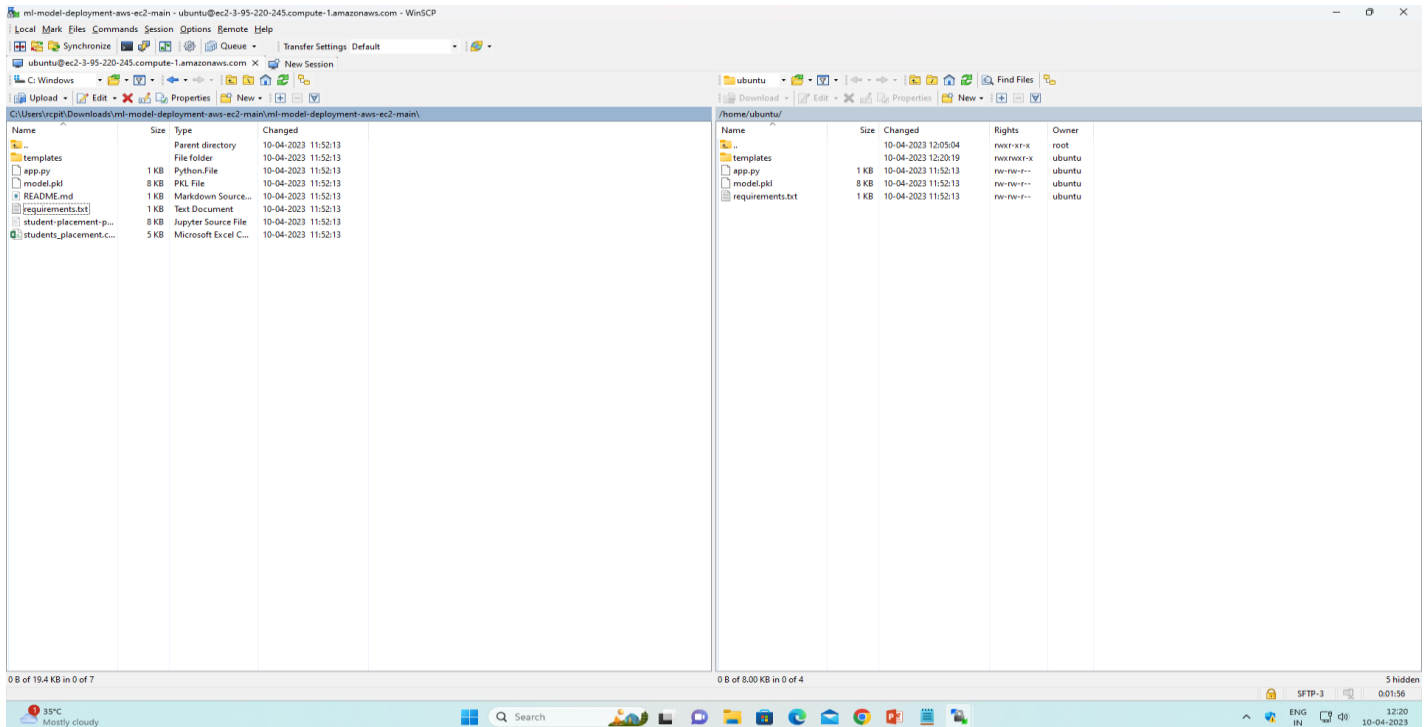 ml-model-deployment-aws-ec2-main - ubuntu@ec2-3-95-220-245.compute-1.amazonaws.com - WinSCP
Local Mark Files Commands Session Options Remote Help
Synchronize Queue Transfer Settings Default
ubuntu@ec2-3-95-220-245.compute-1.amazonaws.com × New Session
C: Windows
Upload Edit Properties New
C:\Users\rcpit\Downloads\ml-model-deployment-aws-ec2-main\ml-model-deployment-aws-ec2-main\
Name Size Type Changed
.. Parent directory 10-04-2023 11:52:13
templates File folder 10-04-2023 11:52:13
app.py 1 KB Python.File 10-04-2023 11:52:13
model.pkl 8 KB PKL File 10-04-2023 11:52:13
README.md 1 KB Markdown Source... 10-04-2023 11:52:13
requirements.txt 1 KB Text Document 10-04-2023 11:52:13
student-placement-p... 8 KB Jupyter Source File 10-04-2023 11:52:13
students_placement.c... 5 KB Microsoft Excel C... 10-04-2023 11:52:13
0 B of 19.4 KB in 0 of 7
ubuntu Find Files
Download Edit Properties New
/home/ubuntu/
Name Size Changed Rights Owner
.. 10-04-2023 12:05:04 rwxr-xr-x root
templates 10-04-2023 12:20:19 rwxrwxr-x ubuntu
app.py 1 KB 10-04-2023 11:52:13 rw-rw-r-- ubuntu
model.pkl 8 KB 10-04-2023 11:52:13 rw-rw-r-- ubuntu
requirements.txt 1 KB 10-04-2023 11:52:13 rw-rw-r-- ubuntu
0 B of 8.00 KB in 0 of 4 5 hidden
SFTP-3 0:01:56
1
35°C
Mostly cloudy
Search
ENG
IN
12:20
10-04-2023